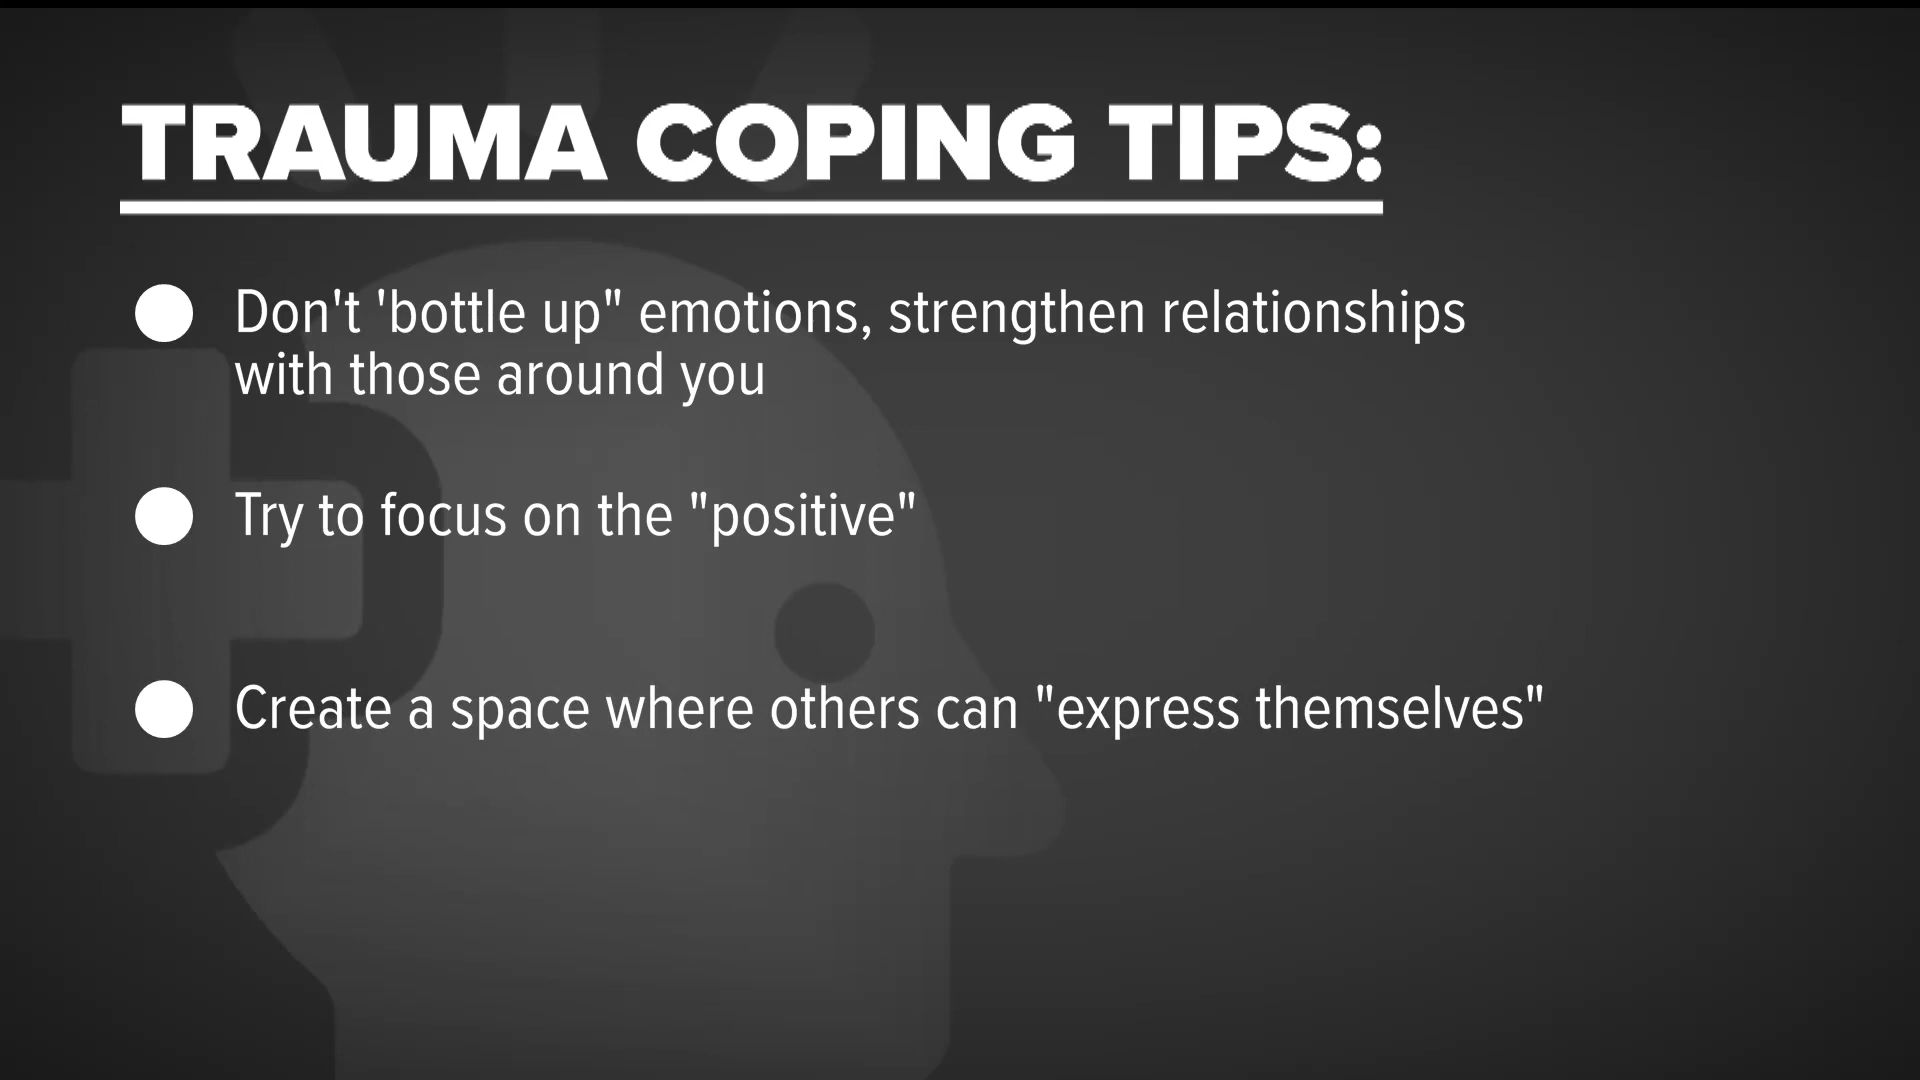 TRAUMA COPING TIPS:
Don't 'bottle up" emotions, strengthen relationships
with those around you
Try to focus on the "positive"
Create a space where others can "express themselves"